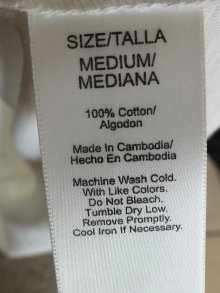 SIZE/TALLA
MEDIUM/
MEDIANA
100% Cotton/
Algodon
Made In Cambodia/
Hecho En Cambodia
Machine Wash Cold.
With Like Colors.
Do Not Bleach.
Tumble Dry Low.
Remove Promptly.
Cool Iron If Necessary.